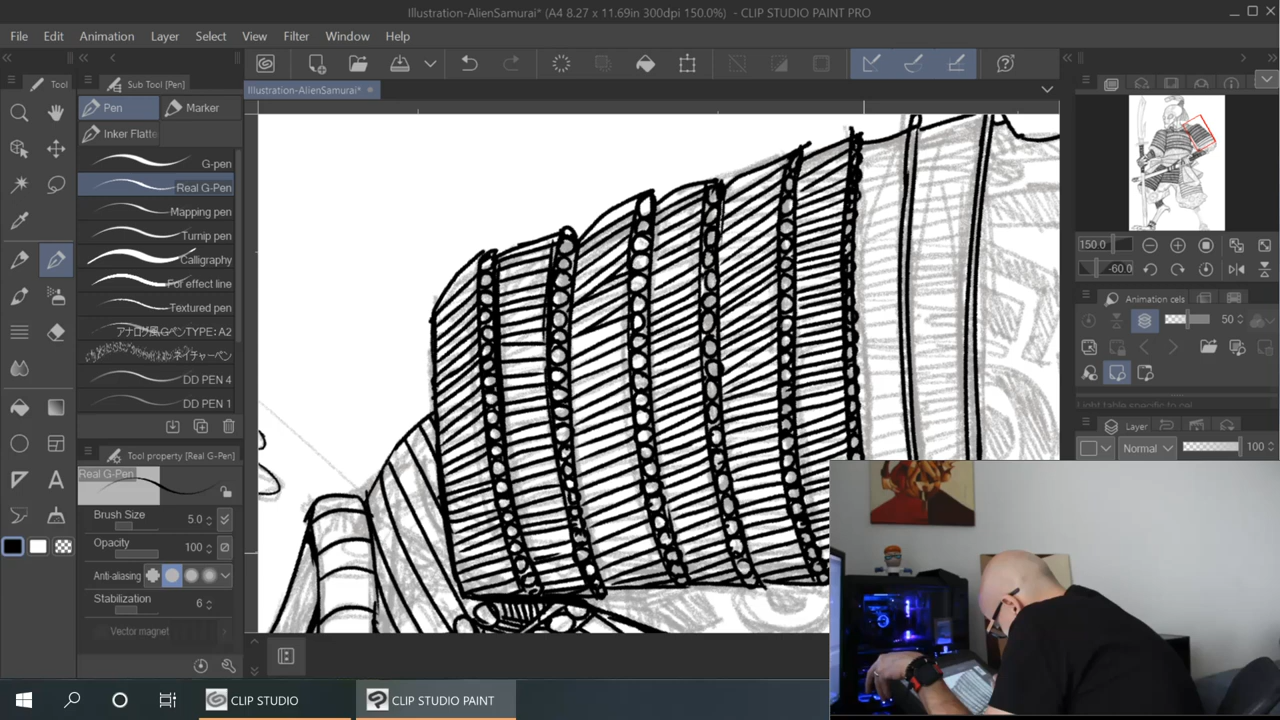 Illustration-AlienSamurai* (A4 8.27 x 11.69in 300dpi 150.0%) - CLIP STUDIO PAINT PRO
File Edit Animation Layer Select View Filter Window Help
Tool
Sub Tool [Pen]
Illustration-AlienSamurai*
Pen
Marker
Inker Flatte
G-pen
Real G-Pen
Mapping pen
Turnip pen
Calligraphy
For effect line
Textured pen
アナログ風GペンTYPE:A2
DD PEN 4
DD PEN 1
Tool property [Real G-Pen]
Real G-Pen
Brush Size 5.0
Opacity 100
Anti-aliasing
Stabilization 6
Vector magnet
150.0
-60.0
Animation cels
50
Light table specific to cel
Layer
Normal 100
CLIP STUDIO
CLIP STUDIO PAINT